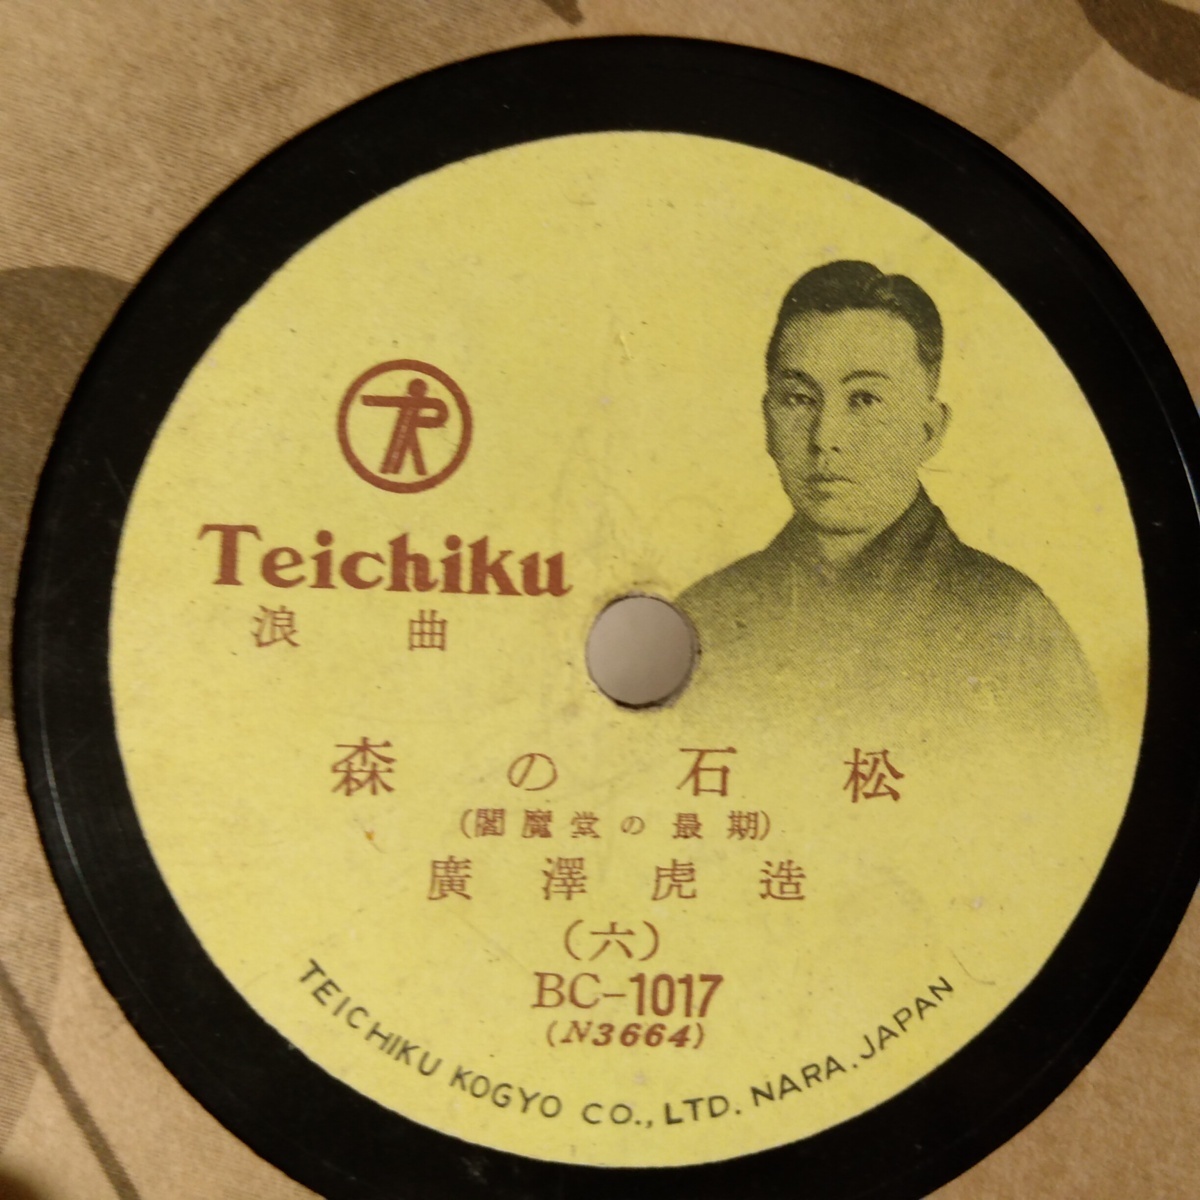 Teichiku
浪曲
森の石松
(閻魔堂の最期)
廣澤虎造
(六)
BC-1017
(N3664)
TEICHIKU KOGYO CO., LTD. NARA. JAPAN